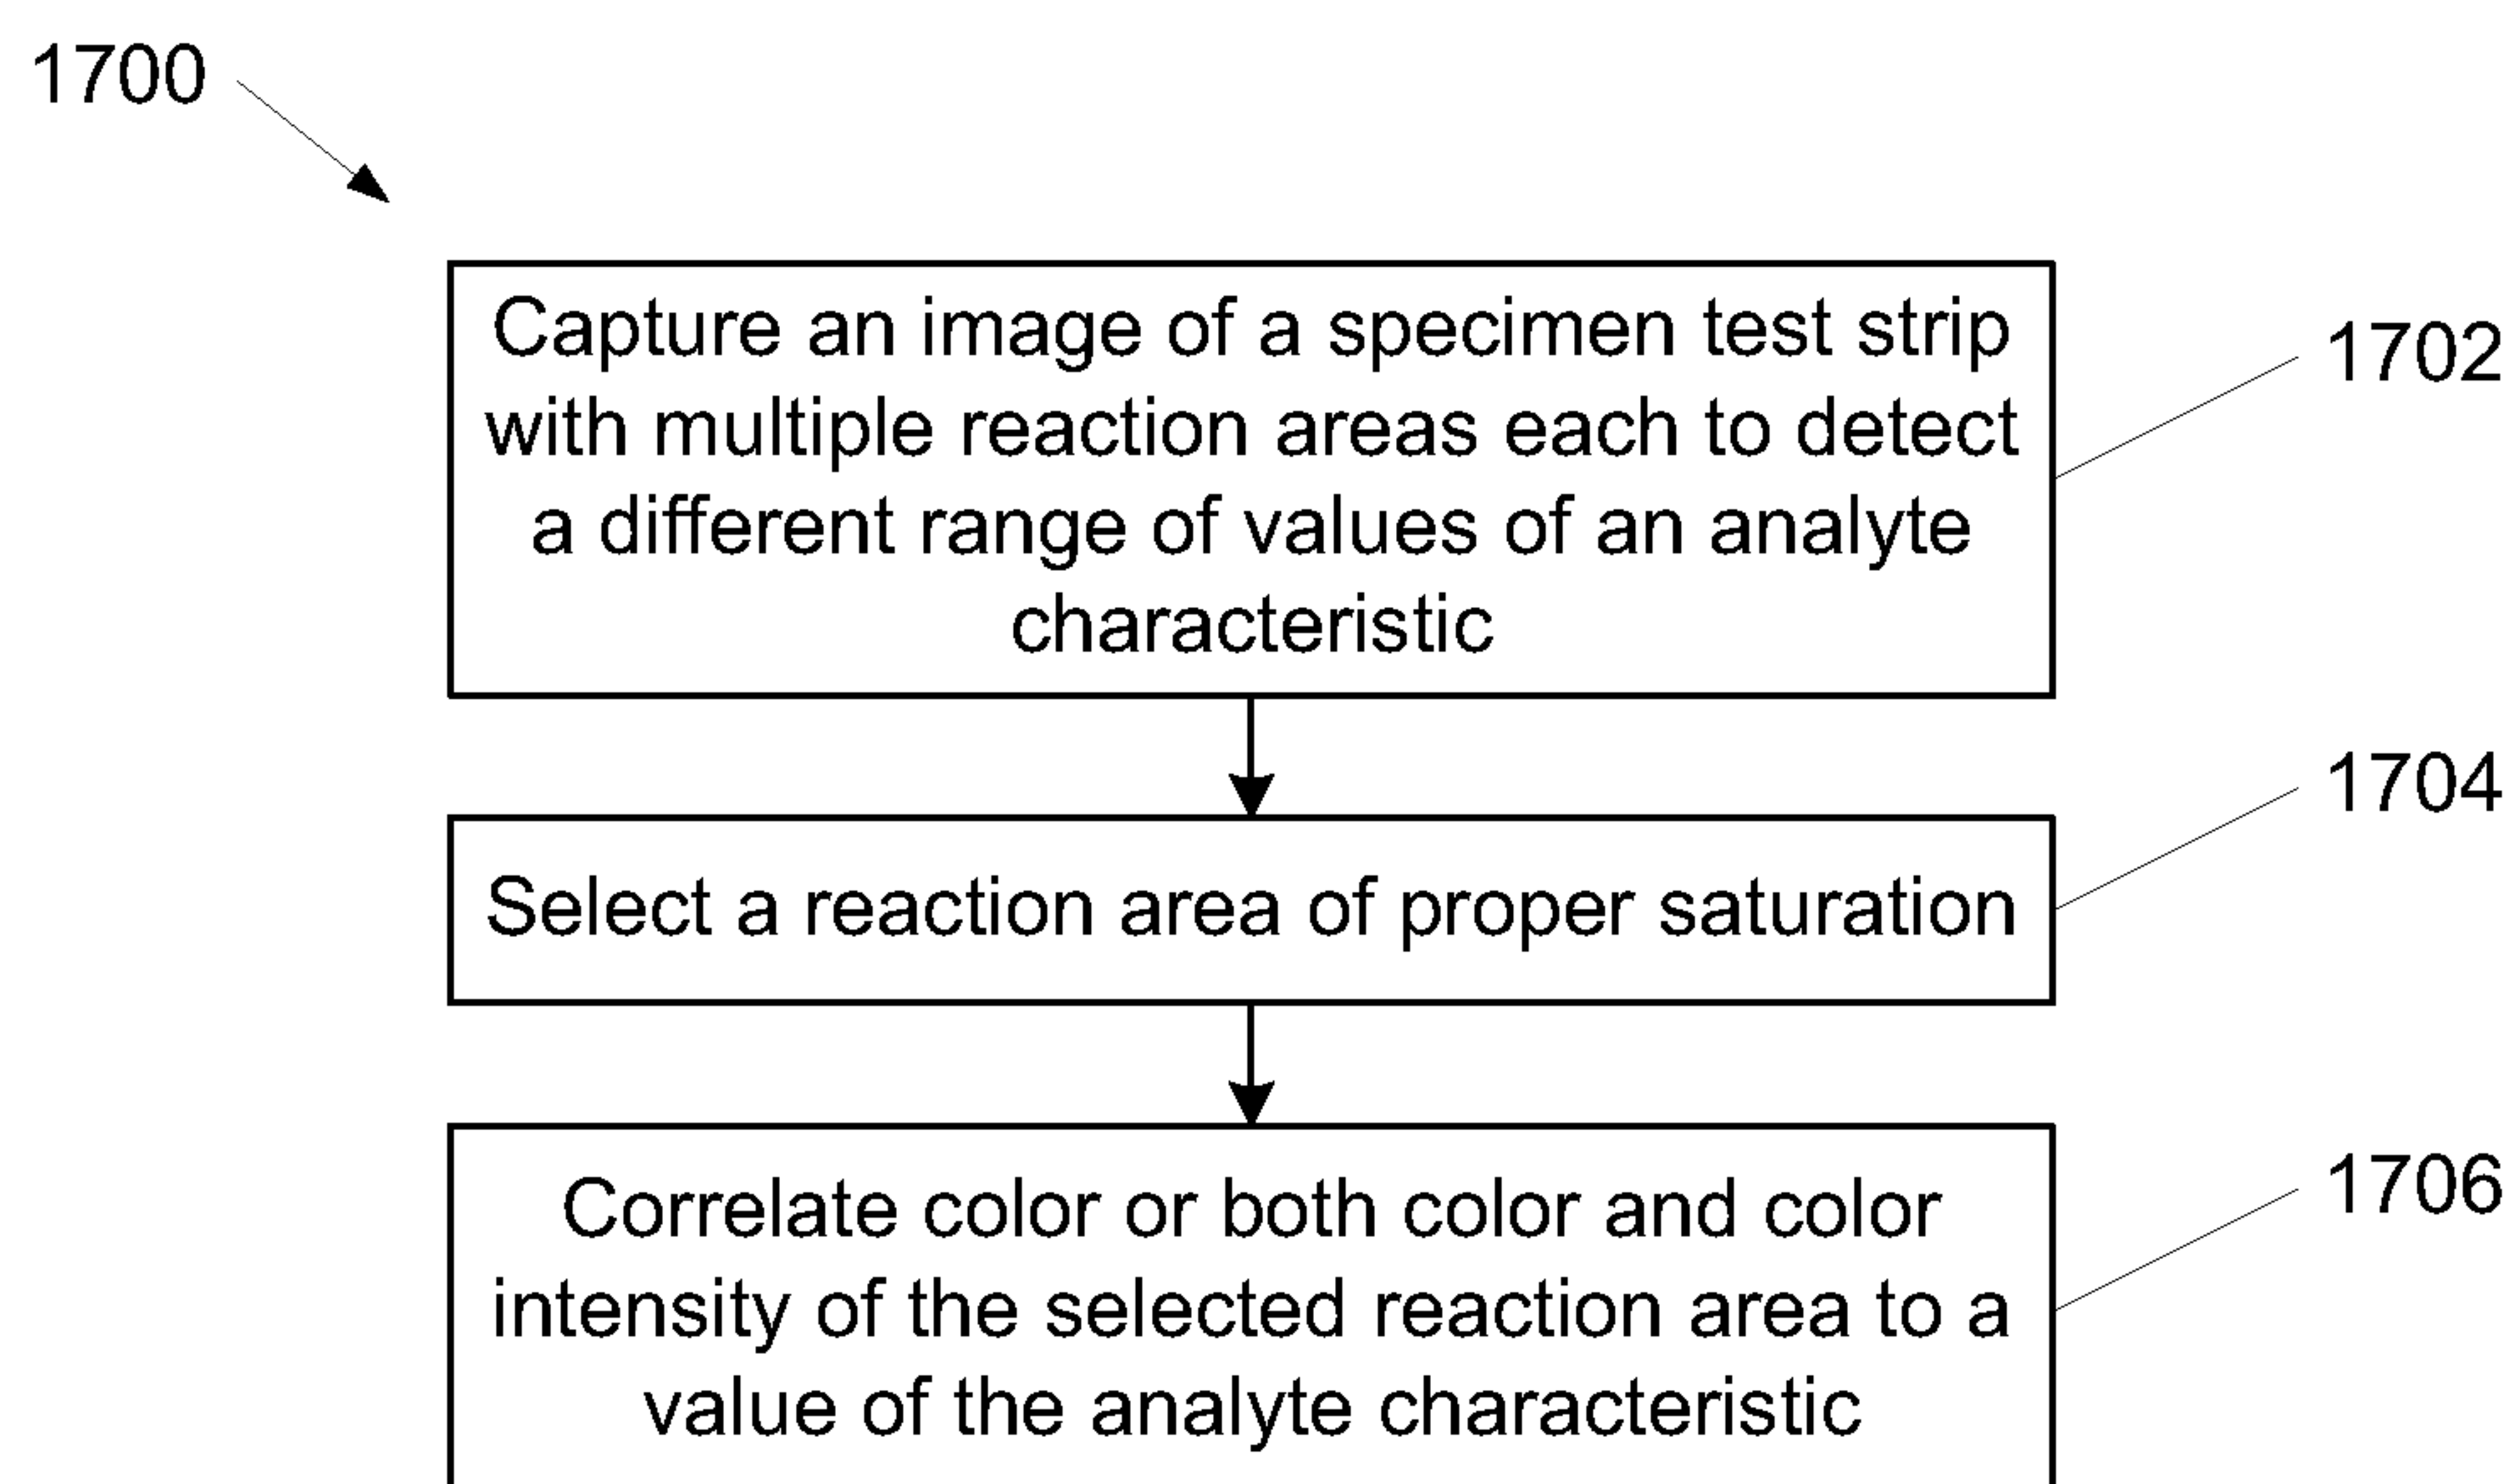 1700
Capture an image of a specimen test strip
with multiple reaction areas each to detect
a different range of values of an analyte
characteristic
1702
Select a reaction area of proper saturation
1704
Correlate color or both color and color
intensity of the selected reaction area to a
value of the analyte characteristic
1706